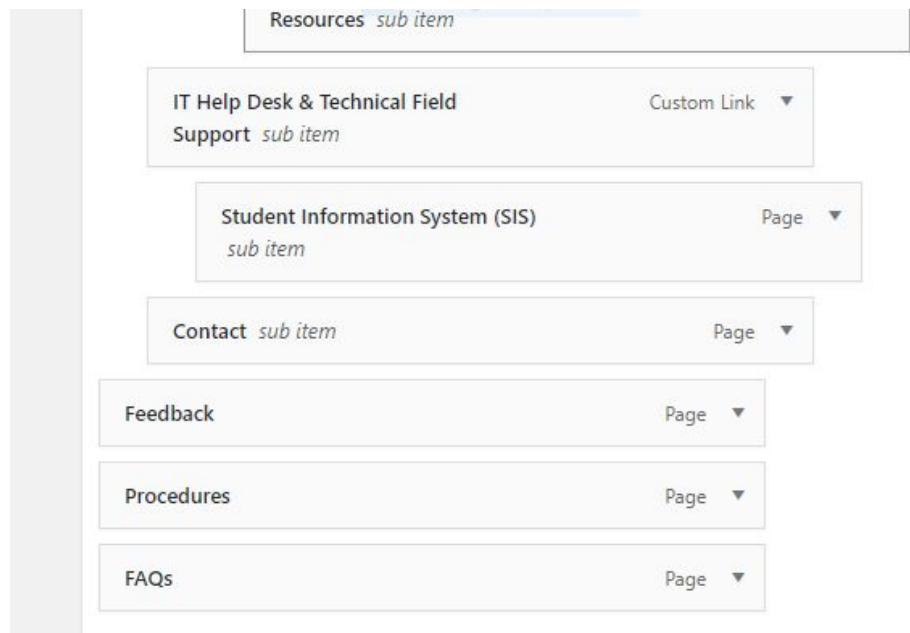 Resources sub item
IT Help Desk & Technical Field Custom Link
Support sub item
Student Information System (SIS) Page
sub item
Contact sub item Page
Feedback Page
Procedures Page
FAQs Page